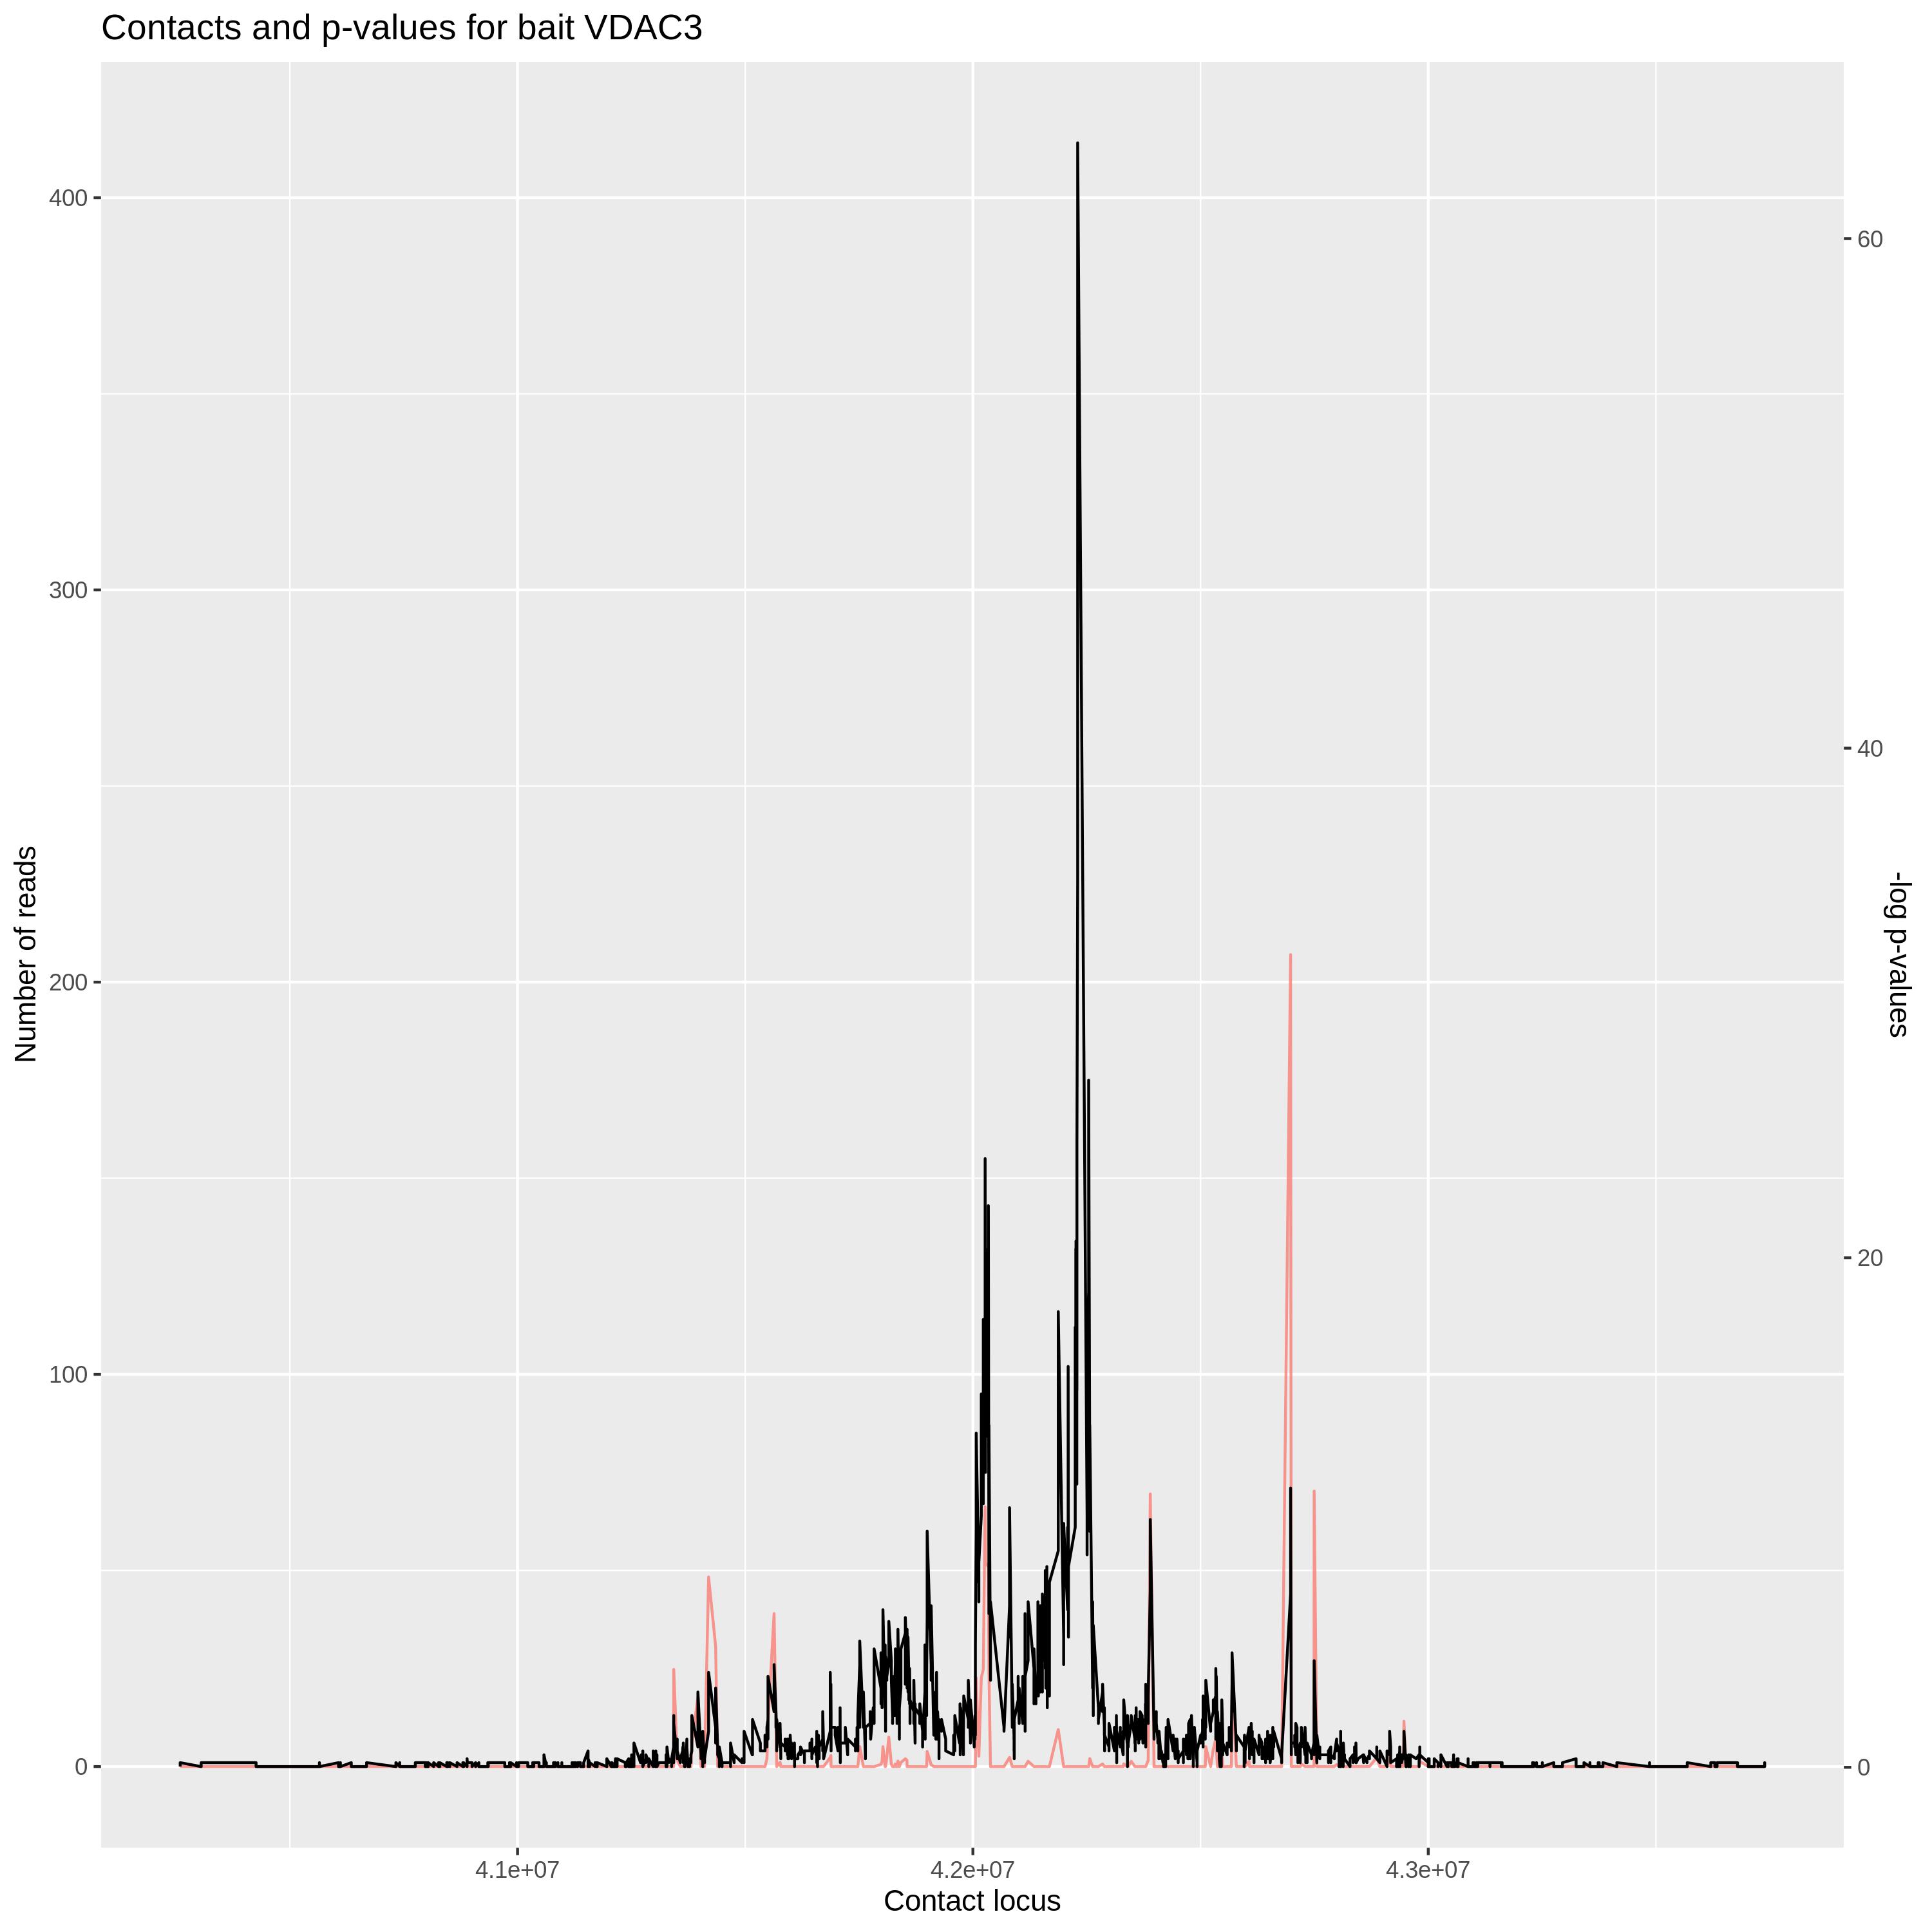 Contacts and p-values for bait VDAC3
400
300
200
100
0
Number of reads
60
40
20
0
-log p-values
4.1e+07
4.2e+07
4.3e+07
Contact locus